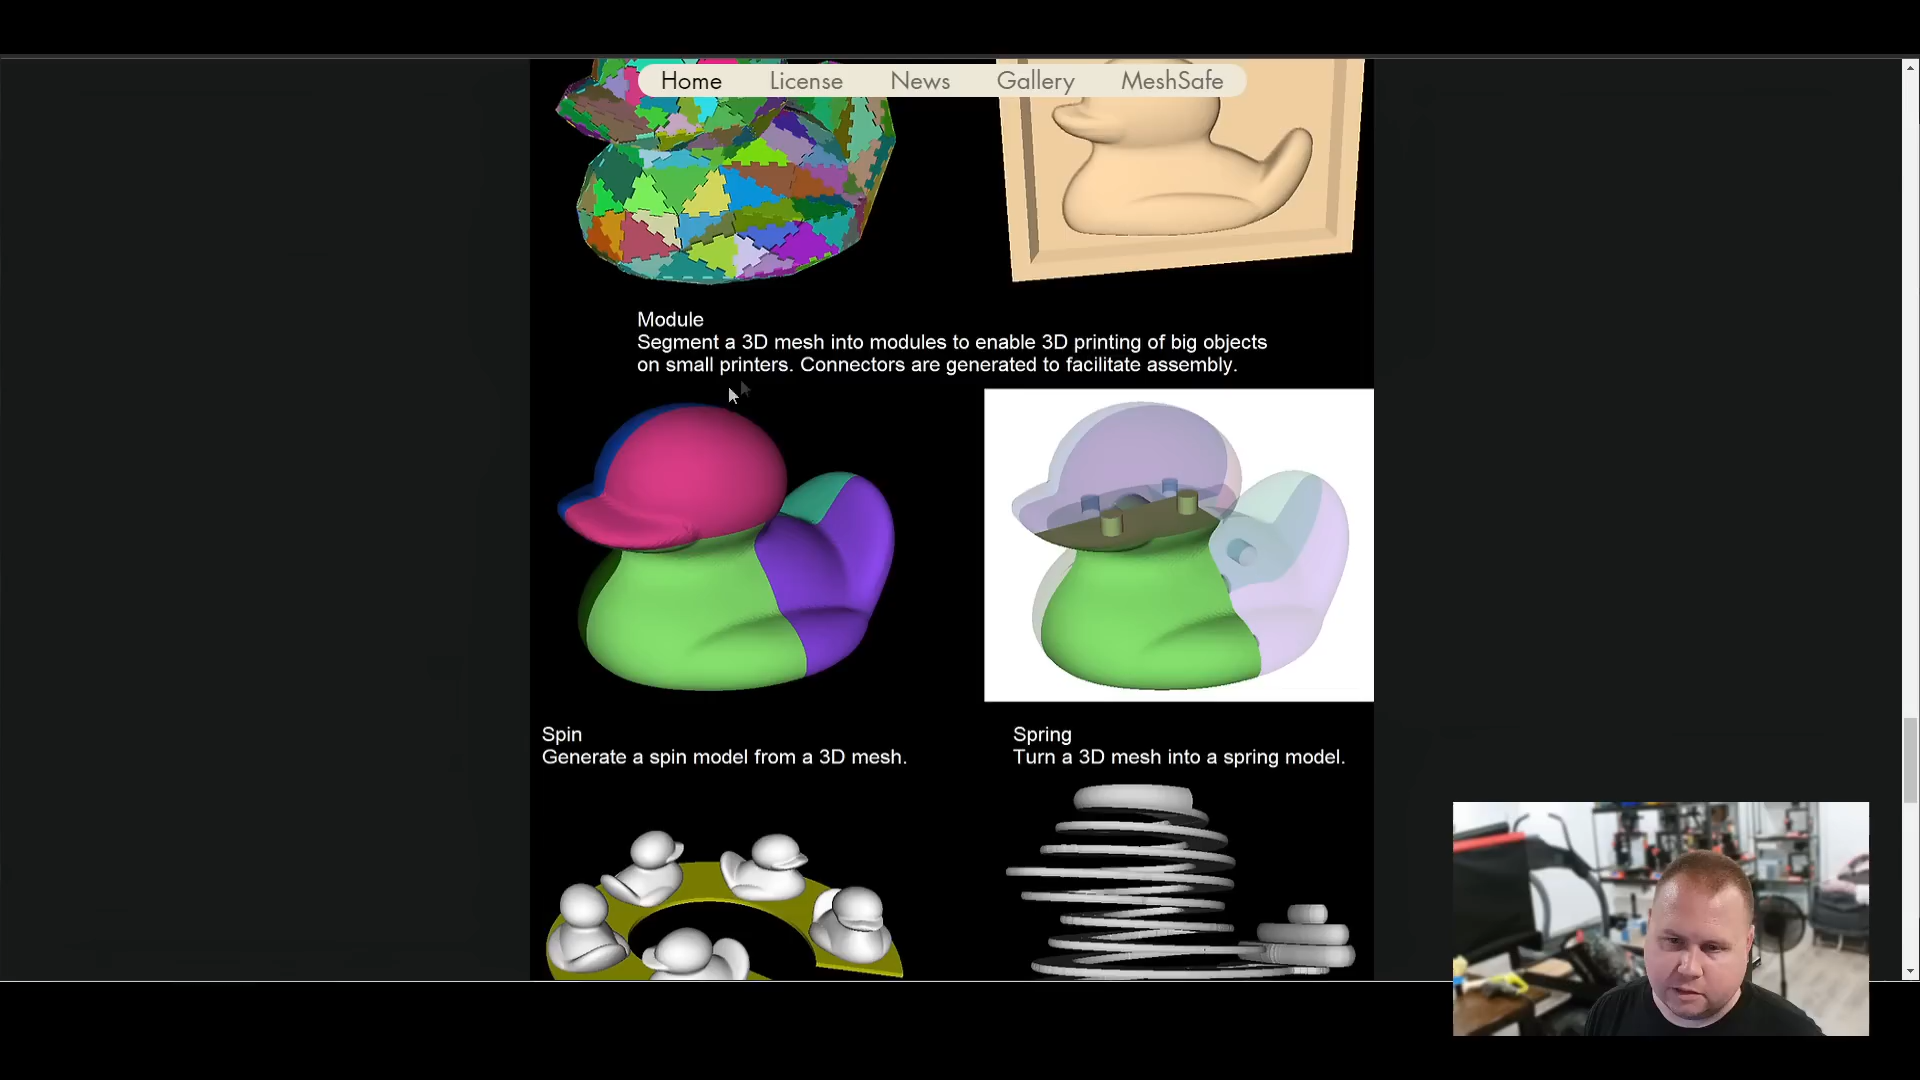 Home License News Gallery MeshSafe
Module
Segment a 3D mesh into modules to enable 3D printing of big objects
on small printers. Connectors are generated to facilitate assembly.
Spin
Generate a spin model from a 3D mesh.
Spring
Turn a 3D mesh into a spring model.